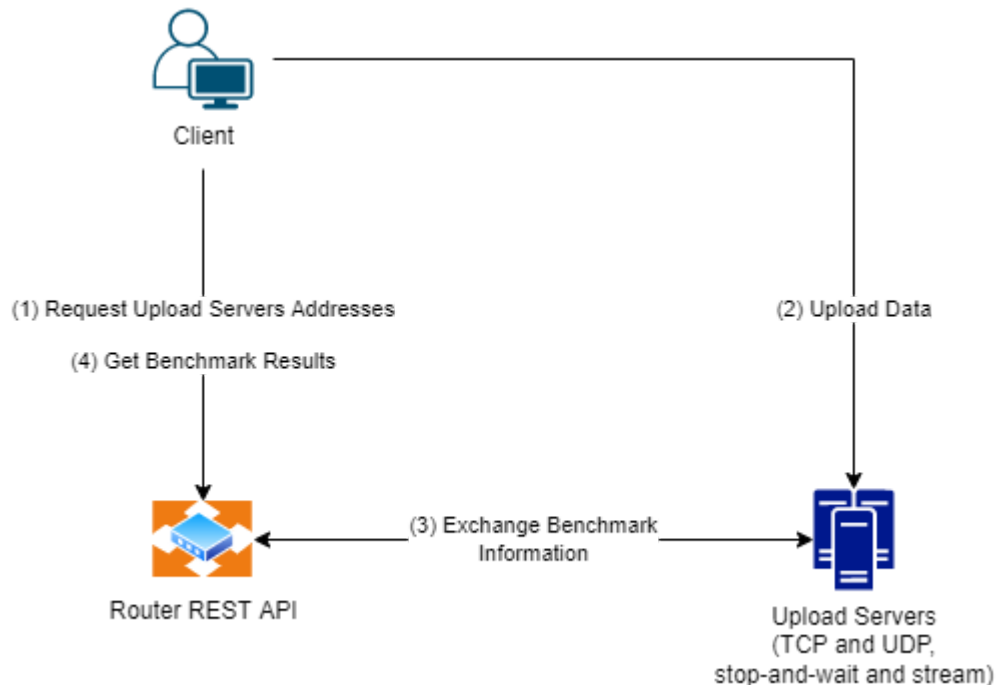 Client
(1) Request Upload Servers Addresses
(2) Upload Data
(4) Get Benchmark Results
(3) Exchange Benchmark
Information
Router REST API
Upload Servers
(TCP and UDP,
stop-and-wait and stream)